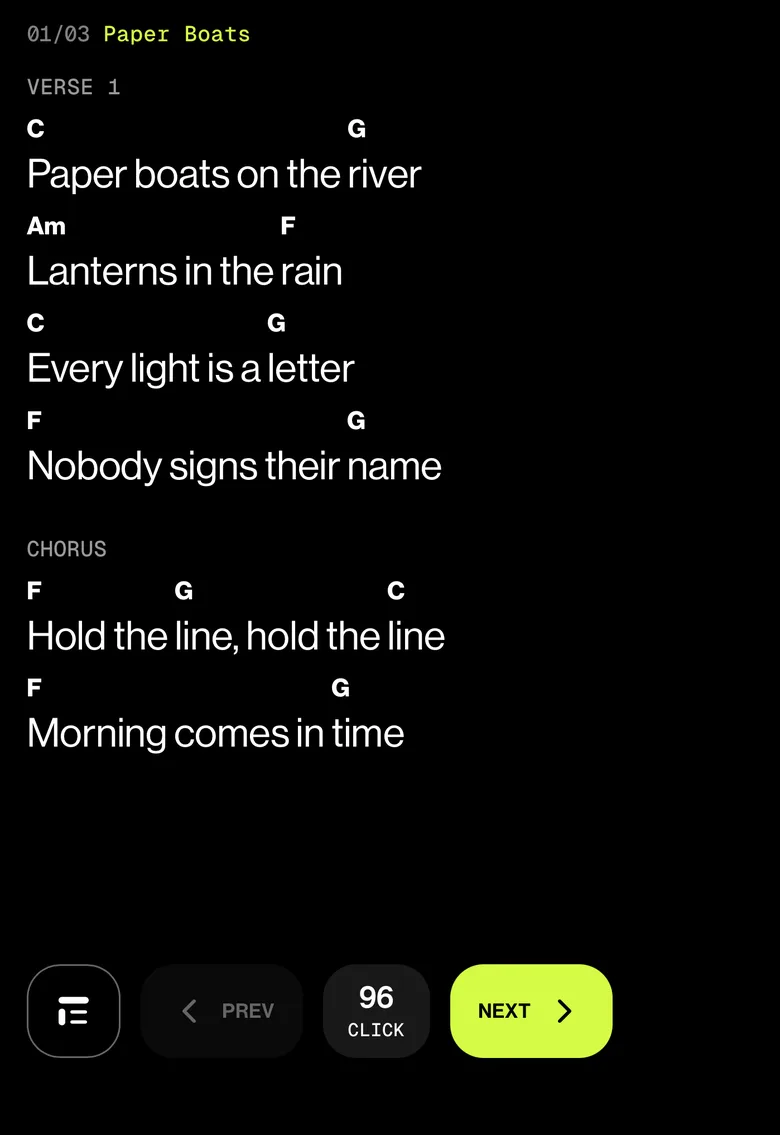 01/03 Paper Boats
VERSE 1
C G
Paper boats on the river
Am F
Lanterns in the rain
C G
Every light is a letter
F G
Nobody signs their name
CHORUS
F G C
Hold the line, hold the line
F G
Morning comes in time
PREV
96
CLICK
NEXT